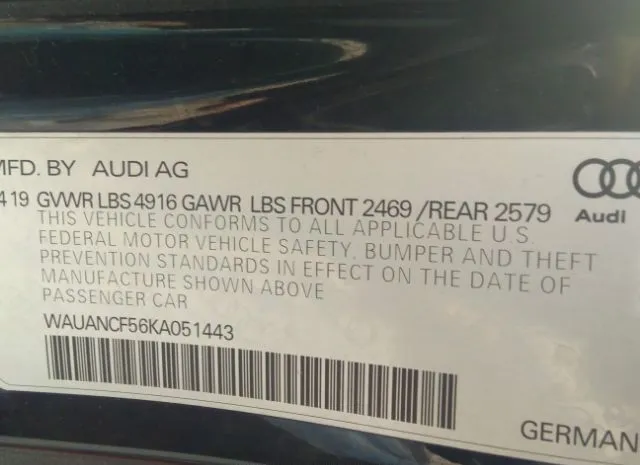 MFD. BY AUDI AG
419 GVWR LBS 4916 GAWR LBS FRONT 2469 /REAR 2579
THIS VEHICLE CONFORMS TO ALL APPLICABLE U.S.
FEDERAL MOTOR VEHICLE SAFETY, BUMPER AND THEFT
PREVENTION STANDARDS IN EFFECT ON THE DATE OF
MANUFACTURE SHOWN ABOVE
PASSENGER CAR
WAUANCF56KA051443
Audi
GERMAN